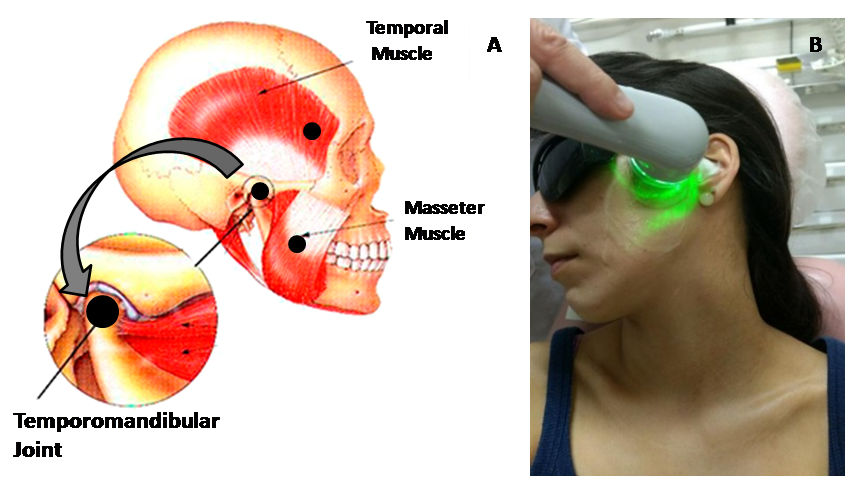 Temporal
Muscle
A
B
Masseter
Muscle
Temporomandibular
Joint